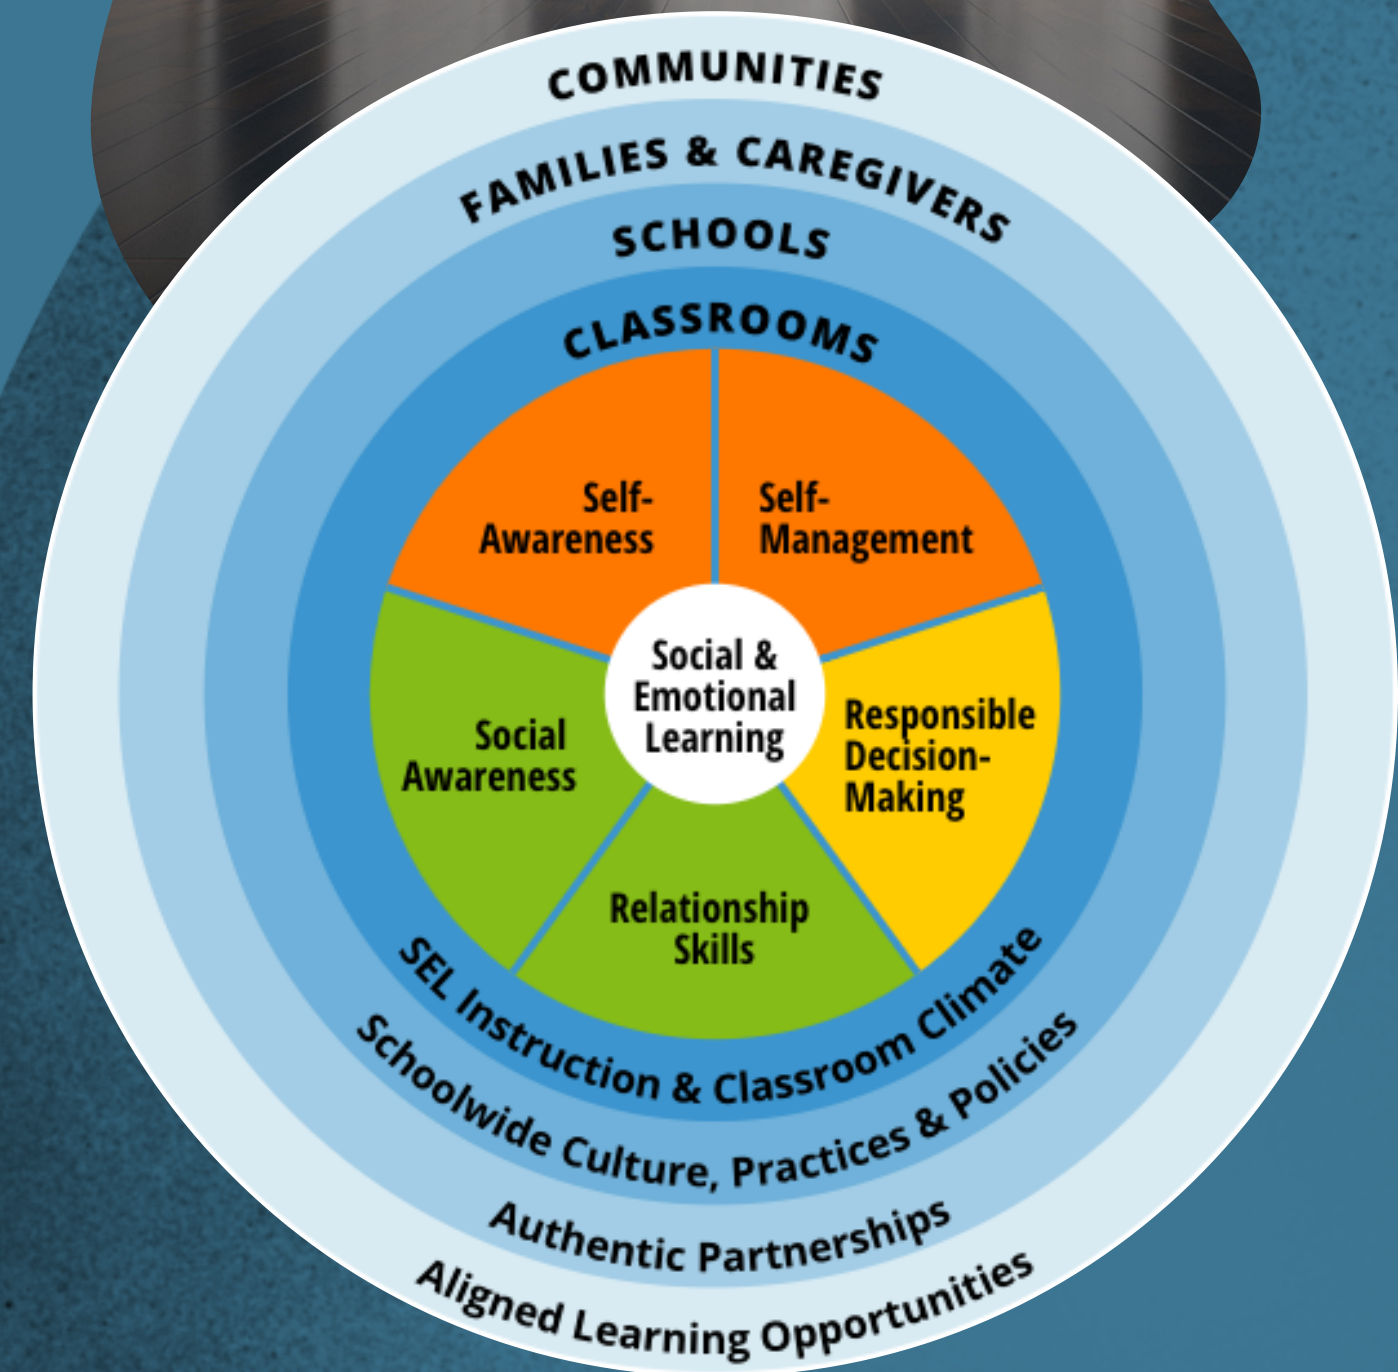 COMMUNITIES
FAMILIES & CAREGIVERS
SCHOOLS
CLASSROOMS
Self-
Awareness
Self-
Management
Social &
Emotional
Learning
Social
Awareness
Responsible
Decision-
Making
Relationship
Skills
SEL Instruction & Classroom Climate
Schoolwide Culture, Practices & Policies
Authentic Partnerships
Aligned Learning Opportunities